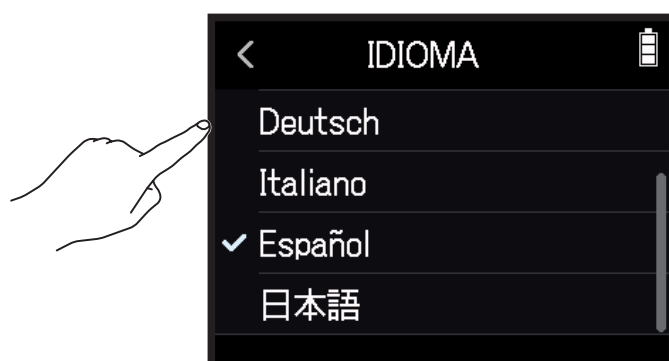 IDIOMA
Deutsch
Italiano
Español
日本語